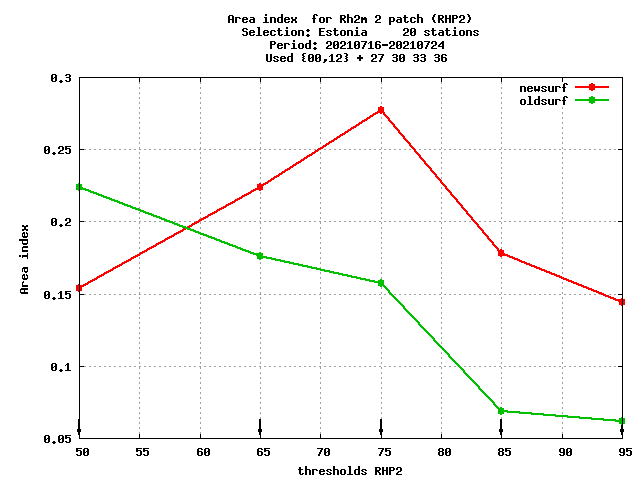 Area index  for Rh2m 2 patch (RHP2)
Selection: Estonia     20 stations
Period: 20210716-20210724
Used {00,12} + 27 30 33 36
newsurf
oldsurf
0.3
0.25
0.2
0.15
0.1
0.05
Area index
50 55 60 65 70 75 80 85 90 95
thresholds RHP2